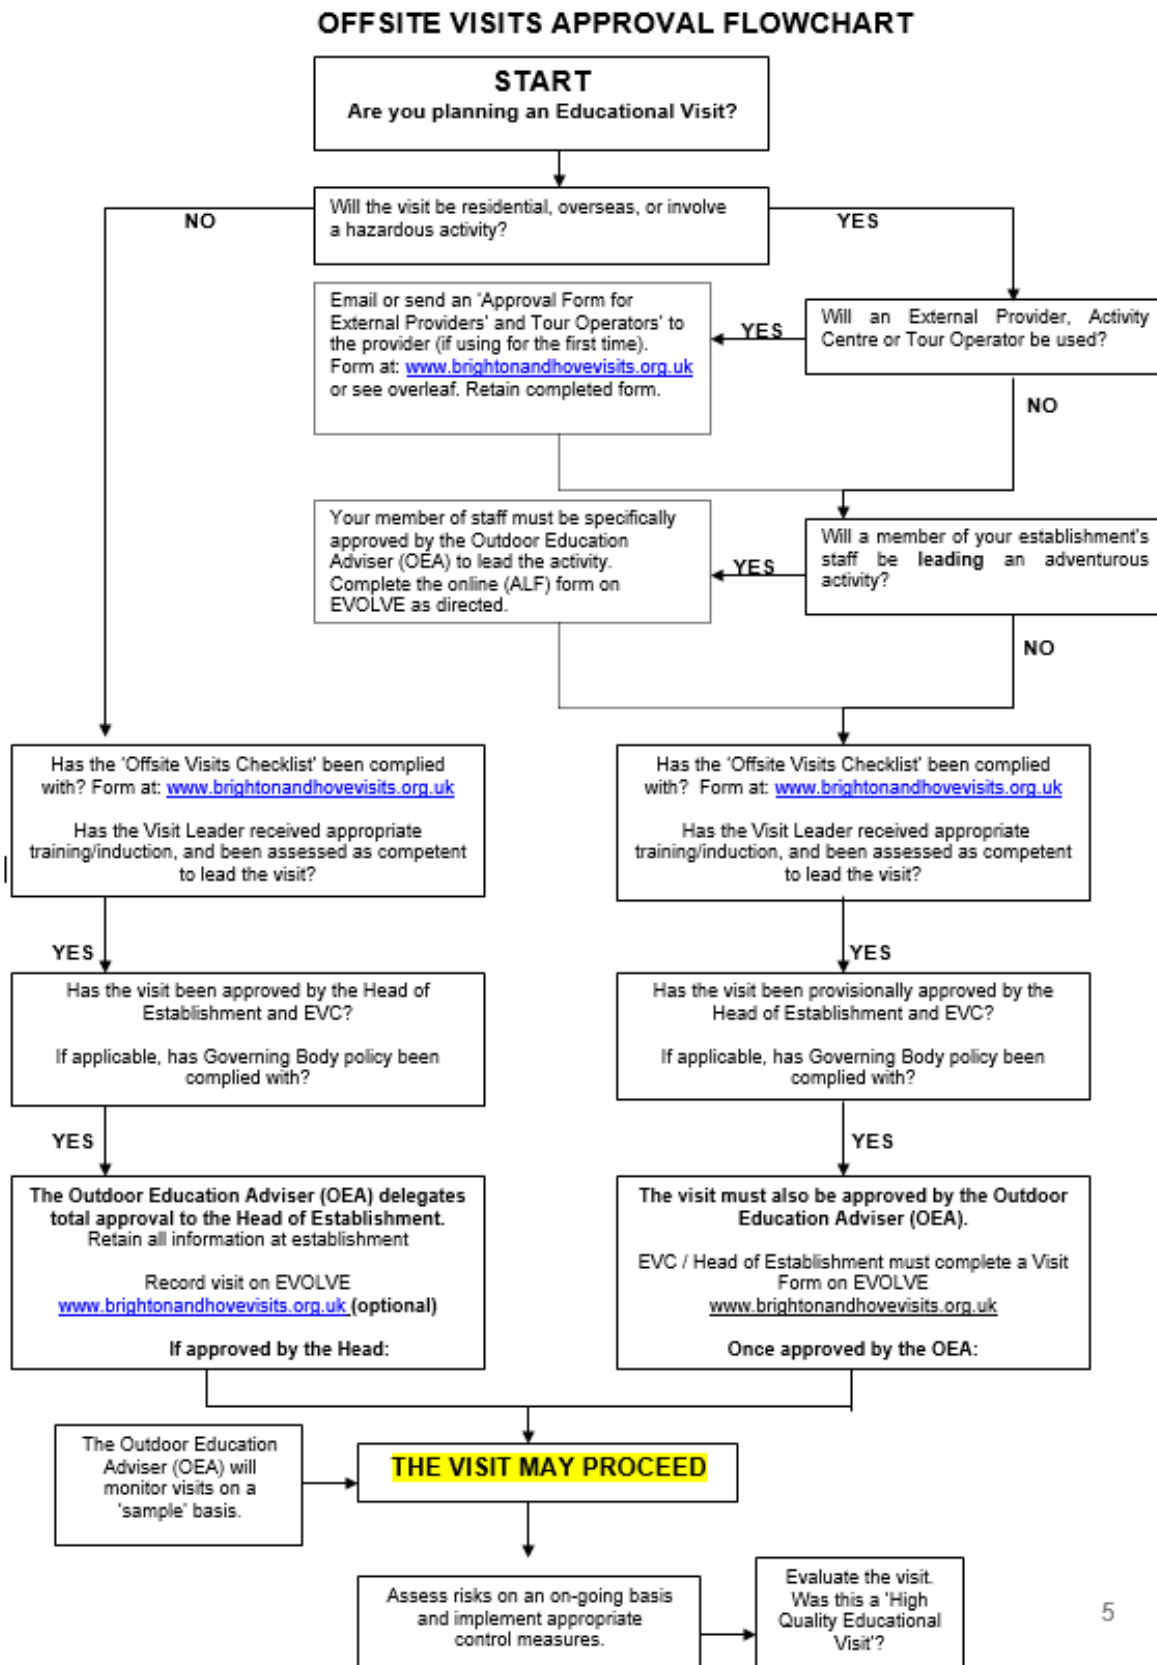 OFFSITE VISITS APPROVAL FLOWCHART
START
Are you planning an Educational Visit?
NO
Will the visit be residential, overseas, or involve
a hazardous activity?
YES
Email or send an 'Approval Form for
External Providers' and Tour Operators' to
the provider (if using for the first time).
Form at: www.brightonandhovevisits.org.uk
or see overleaf. Retain completed form.
YES
Will an External Provider, Activity
Centre or Tour Operator be used?
NO
Your member of staff must be specifically
approved by the Outdoor Education
Adviser (OEA) to lead the activity.
Complete the online (ALF) form on
EVOLVE as directed.
YES
Will a member of your establishment's
staff be leading an adventurous
activity?
NO
Has the 'Offsite Visits Checklist' been complied
with? Form at: www.brightonandhovevisits.org.uk
Has the Visit Leader received appropriate
training/induction, and been assessed as competent
to lead the visit?
Has the 'Offsite Visits Checklist' been complied
with? Form at: www.brightonandhovevisits.org.uk
Has the Visit Leader received appropriate
training/induction, and been assessed as competent
to lead the visit?
YES
YES
Has the visit been approved by the Head of
Establishment and EVC?
If applicable, has Governing Body policy been
complied with?
Has the visit been provisionally approved by the
Head of Establishment and EVC?
If applicable, has Governing Body policy been
complied with?
YES
YES
The Outdoor Education Adviser (OEA) delegates
total approval to the Head of Establishment.
Retain all information at establishment
Record visit on EVOLVE
www.brightonandhovevisits.org.uk (optional)
If approved by the Head:
The visit must also be approved by the Outdoor
Education Adviser (OEA).
EVC / Head of Establishment must complete a Visit
Form on EVOLVE
www.brightonandhovevisits.org.uk
Once approved by the OEA:
The Outdoor Education
Adviser (OEA) will
monitor visits on a
'sample' basis.
THE VISIT MAY PROCEED
Assess risks on an on-going basis
and implement appropriate
control measures.
Evaluate the visit.
Was this a 'High
Quality Educational
Visit'?
5